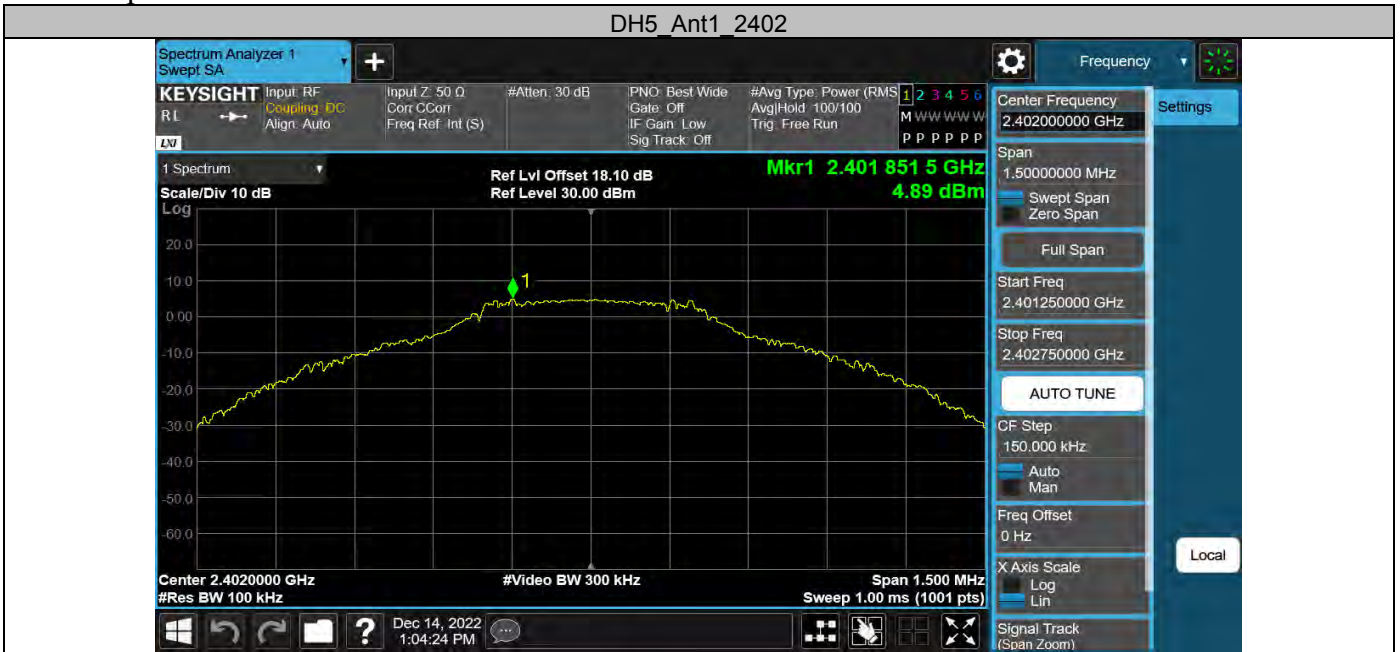 DH5_Ant1_2402
Spectrum Analyzer 1
Swept SA
+
Frequency
KEYSIGHT
RL
LXI
Input: RF
Coupling: DC
Align: Auto
Input Z: 50 Ω
Corr CCorr
Freq Ref: Int (S)
#Atten: 30 dB
PNO: Best Wide
Gate: Off
IF Gain: Low
Sig Track: Off
#Avg Type: Power (RMS
Avg|Hold: 100/100
Trig: Free Run
1 2 3 4 5 6
M W W W W W
P P P P P P
1 Spectrum
Scale/Div 10 dB
Log
Ref Lvl Offset 18.10 dB
Ref Level 30.00 dBm
Mkr1 2.401 851 5 GHz
4.89 dBm
20.0
10.0
0.00
-10.0
-20.0
-30.0
-40.0
-50.0
-60.0
1
Center 2.4020000 GHz
#Res BW 100 kHz
#Video BW 300 kHz
Span 1.500 MHz
Sweep 1.00 ms (1001 pts)
?
Dec 14, 2022
1:04:24 PM
Center Frequency
2.402000000 GHz
Span
1.50000000 MHz
Swept Span
Zero Span
Full Span
Start Freq
2.401250000 GHz
Stop Freq
2.402750000 GHz
AUTO TUNE
CF Step
150.000 kHz
Auto
Man
Freq Offset
0 Hz
X Axis Scale
Log
Lin
Signal Track
(Span Zoom)
Settings
Local